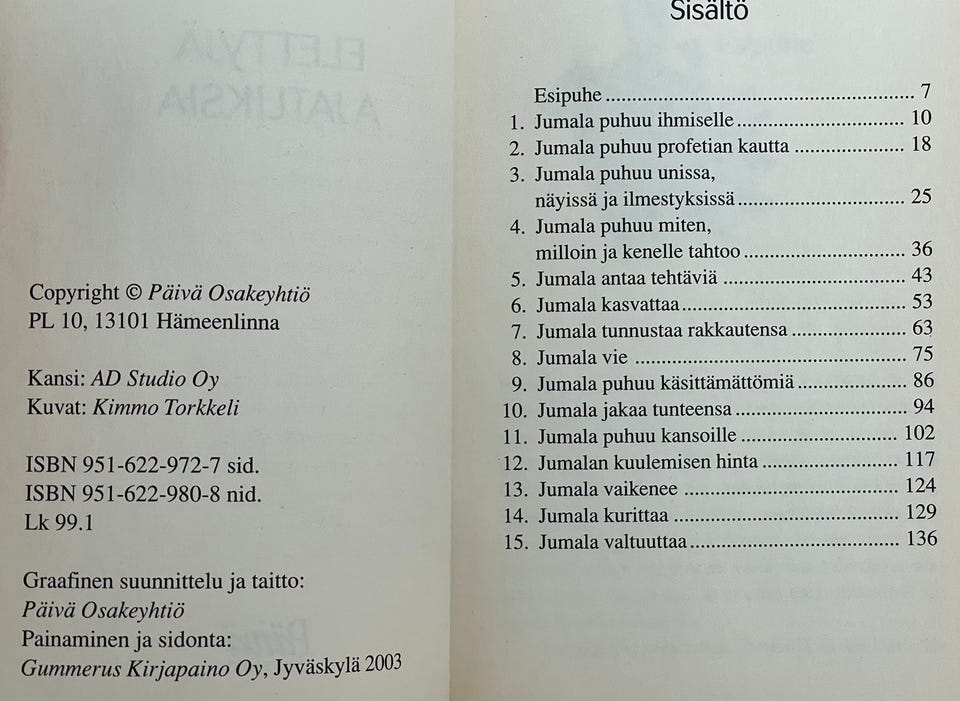 ELETTYJÄ
AJATUKSIA
Copyright © Päivä Osakeyhtiö
PL 10, 13101 Hämeenlinna
Kansi: AD Studio Oy
Kuvat: Kimmo Torkkeli
ISBN 951-622-972-7 sid.
ISBN 951-622-980-8 nid.
Lk 99.1
Graafinen suunnittelu ja taitto:
Päivä Osakeyhtiö
Painaminen ja sidonta:
Gummerus Kirjapaino Oy, Jyväskylä 2003
Sisältö
Esipuhe ........................................................ 7
1. Jumala puhuu ihmiselle ................................ 10
2. Jumala puhuu profetian kautta ..................... 18
3. Jumala puhuu unissa,
näyissä ja ilmestyksissä ................................ 25
4. Jumala puhuu miten,
milloin ja kenelle tahtoo ............................... 36
5. Jumala antaa tehtäviä ................................... 43
6. Jumala kasvattaa .......................................... 53
7. Jumala tunnustaa rakkautensa ...................... 63
8. Jumala vie ................................................... 75
9. Jumala puhuu käsittämättömiä ..................... 86
10. Jumala jakaa tunteensa ................................ 94
11. Jumala puhuu kansoille .............................. 102
12. Jumalan kuulemisen hinta .......................... 117
13. Jumala vaikenee ........................................ 124
14. Jumala kurittaa .......................................... 129
15. Jumala valtuuttaa ....................................... 136